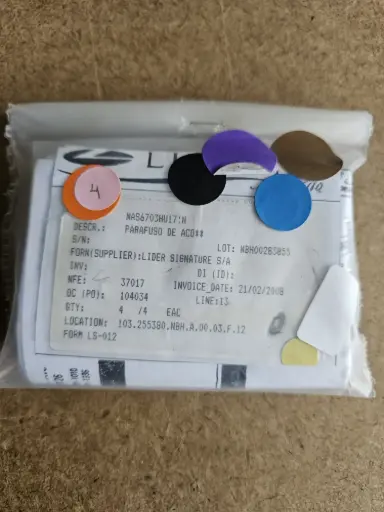 4
NAS6703HU17:N
DESCR.: PARAFUSO DE ACO##
S/N:
LOT: NBH00263855
FORN(SUPPLIER):LIDER SIGNATURE S/A
INV:
DI (ID):
NFE: 37017 INVOICE_DATE: 21/02/2008
OC (PO): 104034 LINE:13
QTY: 4 /4 EAC
LOCATION: 103.255380.NBH.A.00.03.F.12
FORM LS-012